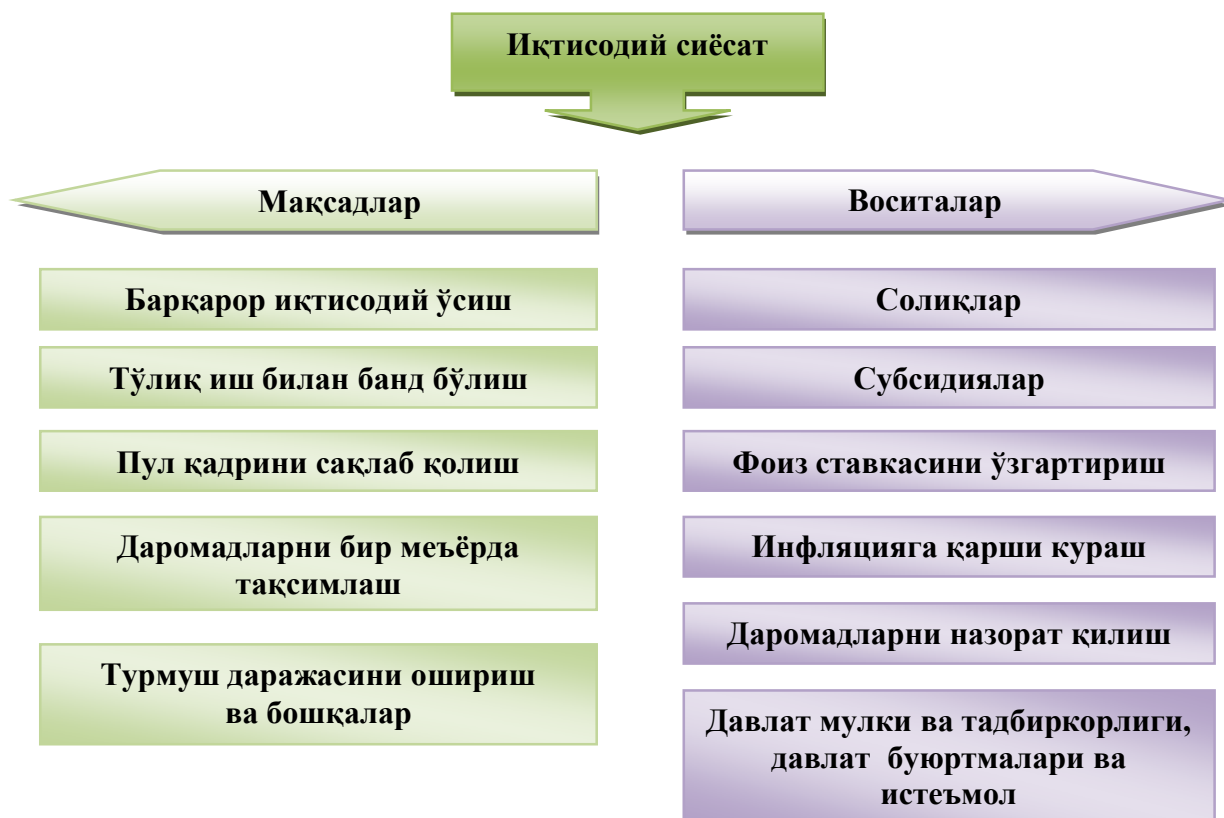 Иқтисодий сиёсат
Мақсадлар
Барқарор иқтисодий ўсиш
Тўлиқ иш билан банд бўлиш
Пул қадрини сақлаб қолиш
Даромадларни бир меъёрда
тақсимлаш
Турмуш даражасини ошириш
ва бошқалар
Воситалар
Солиқлар
Субсидиялар
Фоиз ставкасини ўзгартириш
Инфляцияга қарши кураш
Даромадларни назорат қилиш
Давлат мулки ва тадбиркорлиги,
давлат буюртмалари ва
истеъмол